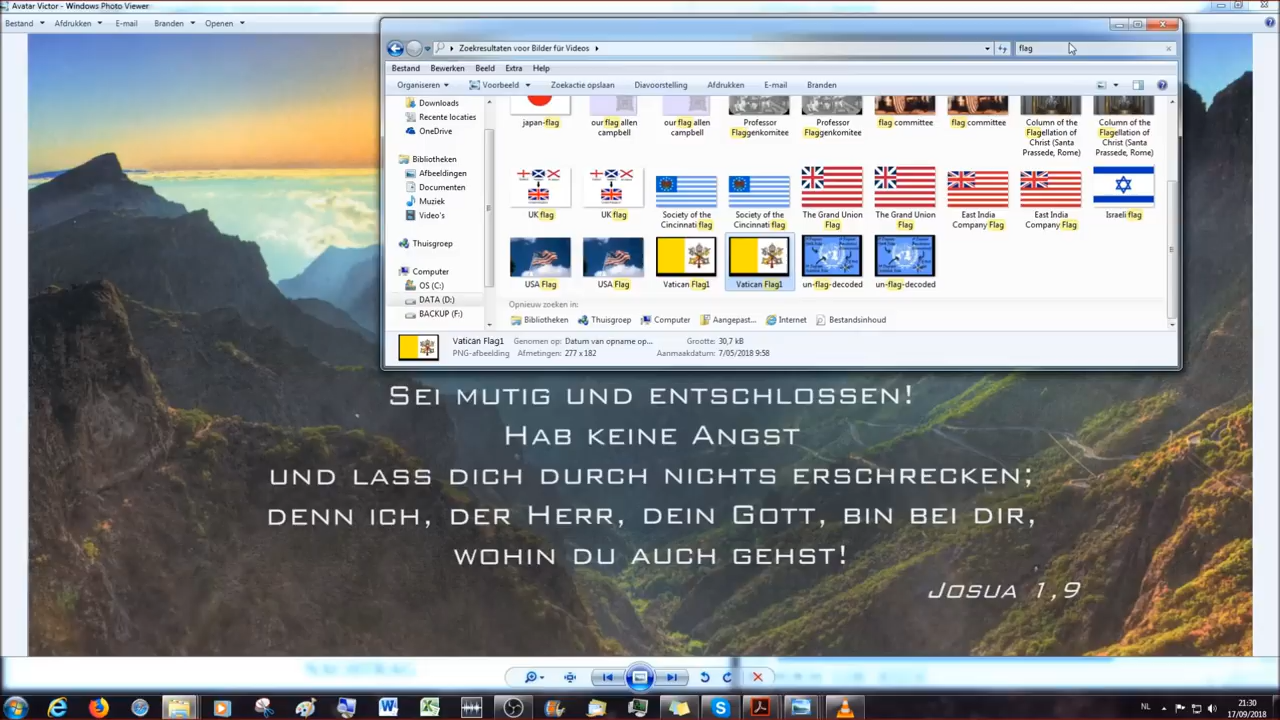 Avatar Victor - Windows Photo Viewer
Bestand Afdrukken E-mail Branden Openen
Zoekresultaten voor Bilder für Videos
flag
Bestand Bewerken Beeld Extra Help
Organiseren Voorbeeld Zoekactie opslaan Diavoorstelling Afdrukken E-mail Branden
Downloads
Recente locaties
OneDrive
Bibliotheken
Afbeeldingen
Documenten
Muziek
Video's
Thuisgroep
Computer
OS (C:)
DATA (D:)
BACKUP (F:)
japan-flag
our flag allen campbell
our flag allen campbell
Professor Flaggenkomitee
Professor Flaggenkomitee
flag committee
flag committee
Column of the Flagellation of Christ (Santa Prassede, Rome)
Column of the Flagellation of Christ (Santa Prassede, Rome)
UK flag
UK flag
Society of the Cincinnati flag
Society of the Cincinnati flag
The Grand Union Flag
The Grand Union Flag
East India Company Flag
East India Company Flag
Israeli flag
USA Flag
USA Flag
Vatican Flag1
Vatican Flag1
un-flag-decoded
un-flag-decoded
Opnieuw zoeken in:
Bibliotheken Thuisgroep Computer Aangepast... Internet Bestandsinhoud
Vatican Flag1 Genomen op: Datum van opname op... Grootte: 30,7 kB
PNG-afbeelding Afmetingen: 277 x 182 Aanmaakdatum: 7/05/2018 9:58
Sei mutig und entschlossen!
Hab keine Angst
und lass dich durch nichts erschrecken;
denn ich, der Herr, dein Gott, bin bei dir,
wohin du auch gehst!
Josua 1,9
NL
21:30
17/09/2018